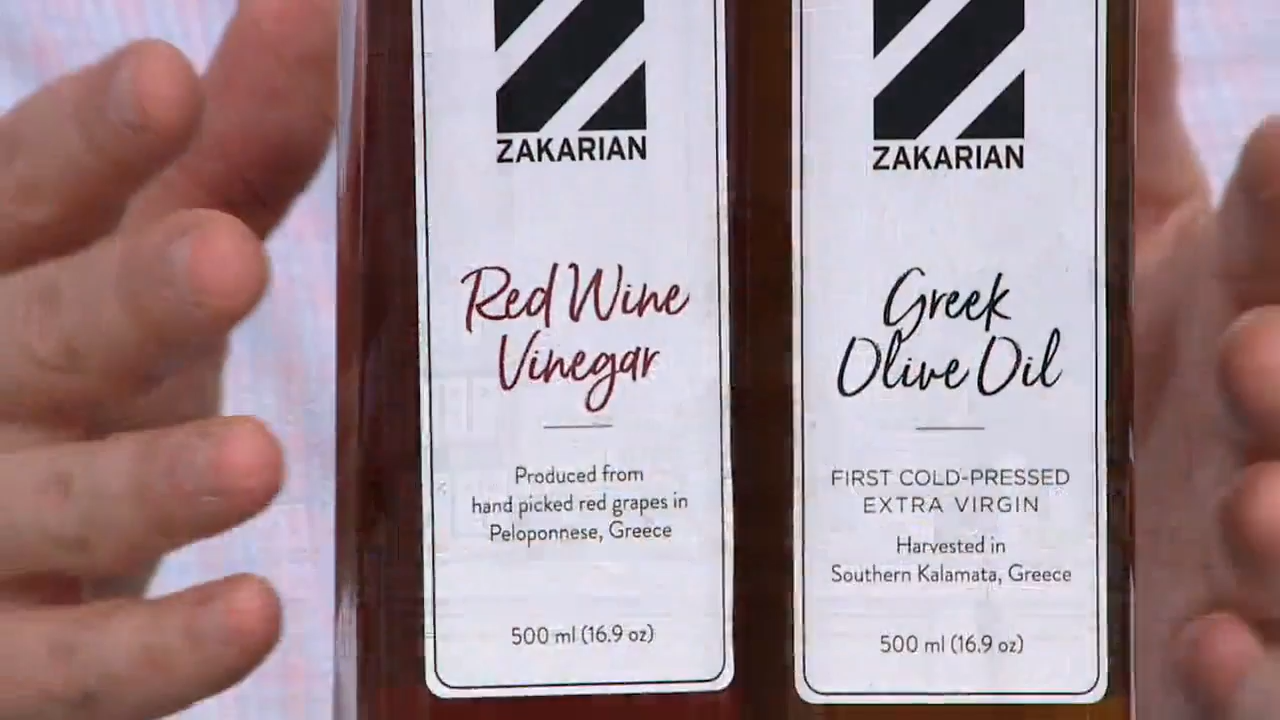 ZAKARIAN
Red Wine
Vinegar
Produced from
hand picked red grapes in
Peloponnese, Greece
500 ml (16.9 oz)
ZAKARIAN
Greek
Olive Oil
FIRST COLD-PRESSED
EXTRA VIRGIN
Harvested in
Southern Kalamata, Greece
500 ml (16.9 oz)